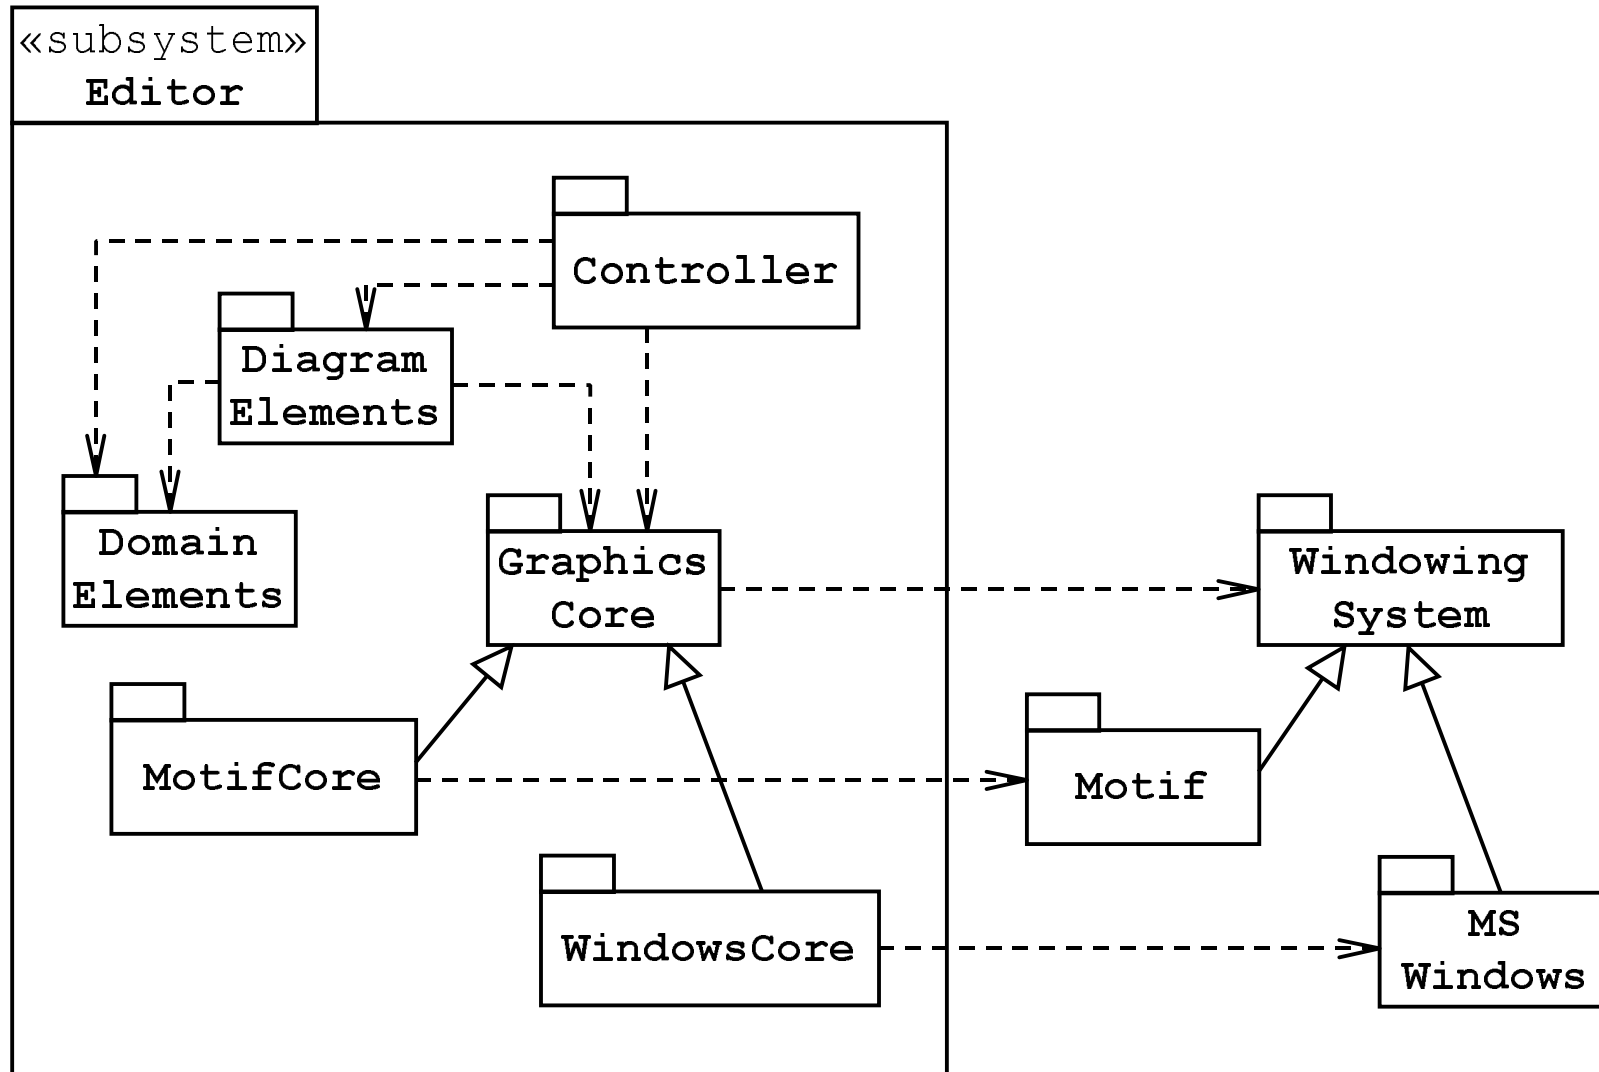 «subsystem»
Editor
Controller
Diagram
Elements
Domain
Elements
Graphics
Core
Windowing
System
MotifCore
Motif
WindowsCore
MS
Windows